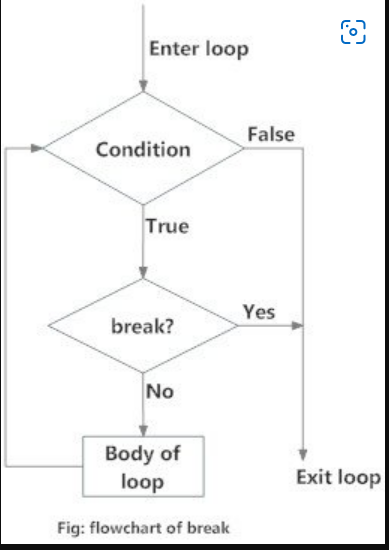 Enter loop
Condition
False
True
break?
Yes
No
Body of
loop
Exit loop
Fig: flowchart of break